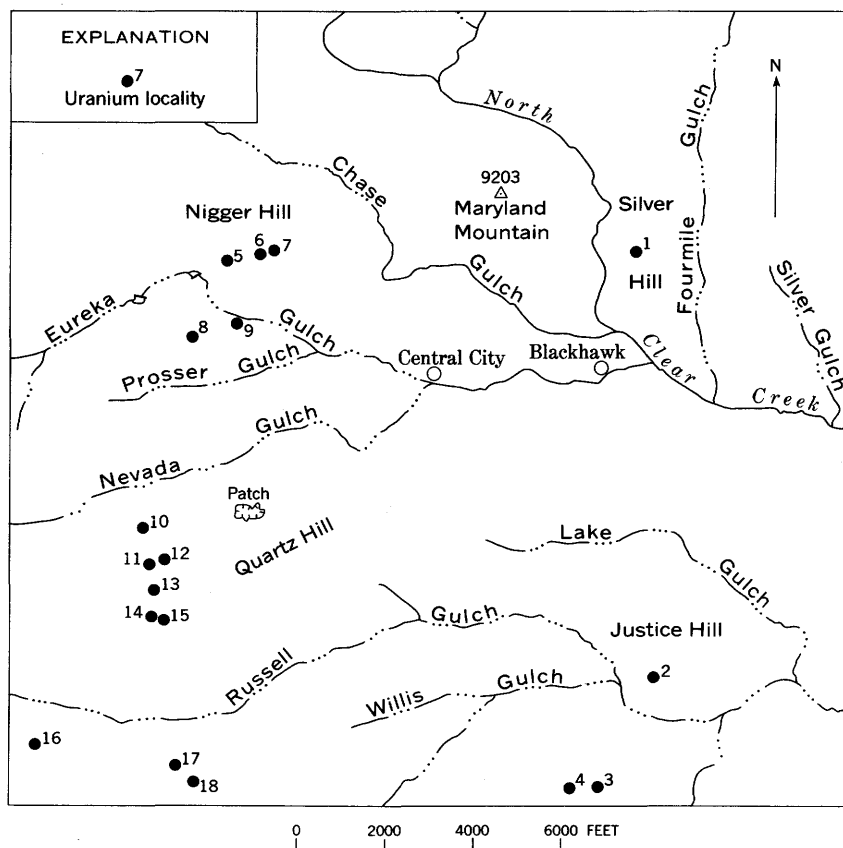 EXPLANATION
7
Uranium locality
N
North
Gulch
Chase
9203
Maryland
Mountain
Silver
Hill
1
Fourmile
Nigger Hill
5
6
7
Silver
Gulch
Eureka
8
9
Gulch
Gulch
Prosser
Gulch
Central City
Blackhawk
Clear
Creek
Nevada
Gulch
Patch
Quartz Hill
10
11
12
13
14
15
Lake
Gulch
Justice Hill
2
Russell
Gulch
Willis
Gulch
16
17
18
4
3
0 2000 4000 6000 FEET